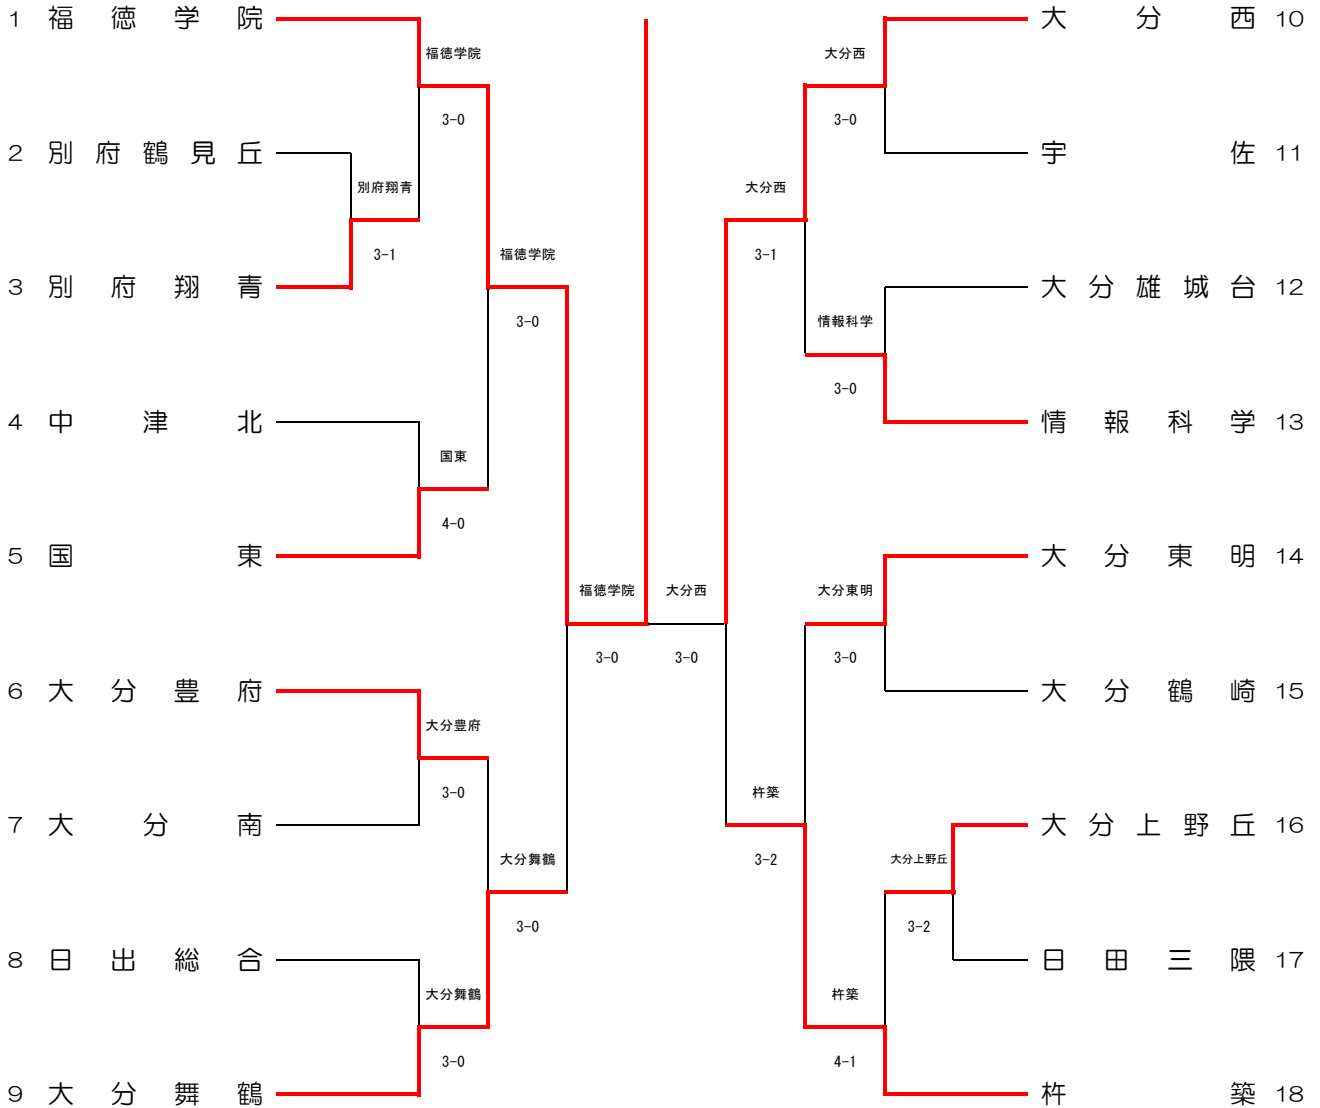 1 福徳学院
大分西 10
福徳学院
大分西
3-0
3-0
2 別府鶴見丘
宇佐 11
別府翔青
大分西
3-1
福徳学院
3-1
3 別府翔青
大分雄城台 12
3-0
情報科学
3-0
4 中津北
情報科学 13
国東
4-0
5 国東
大分東明 14
福徳学院
大分西
大分東明
3-0
3-0
3-0
6 大分豊府
大分鶴崎 15
大分豊府
3-0
杵築
7 大分南
大分上野丘 16
大分舞鶴
3-2
大分上野丘
3-0
3-2
8 日出総合
日田三隈 17
大分舞鶴
杵築
3-0
4-1
9 大分舞鶴
杵築 18